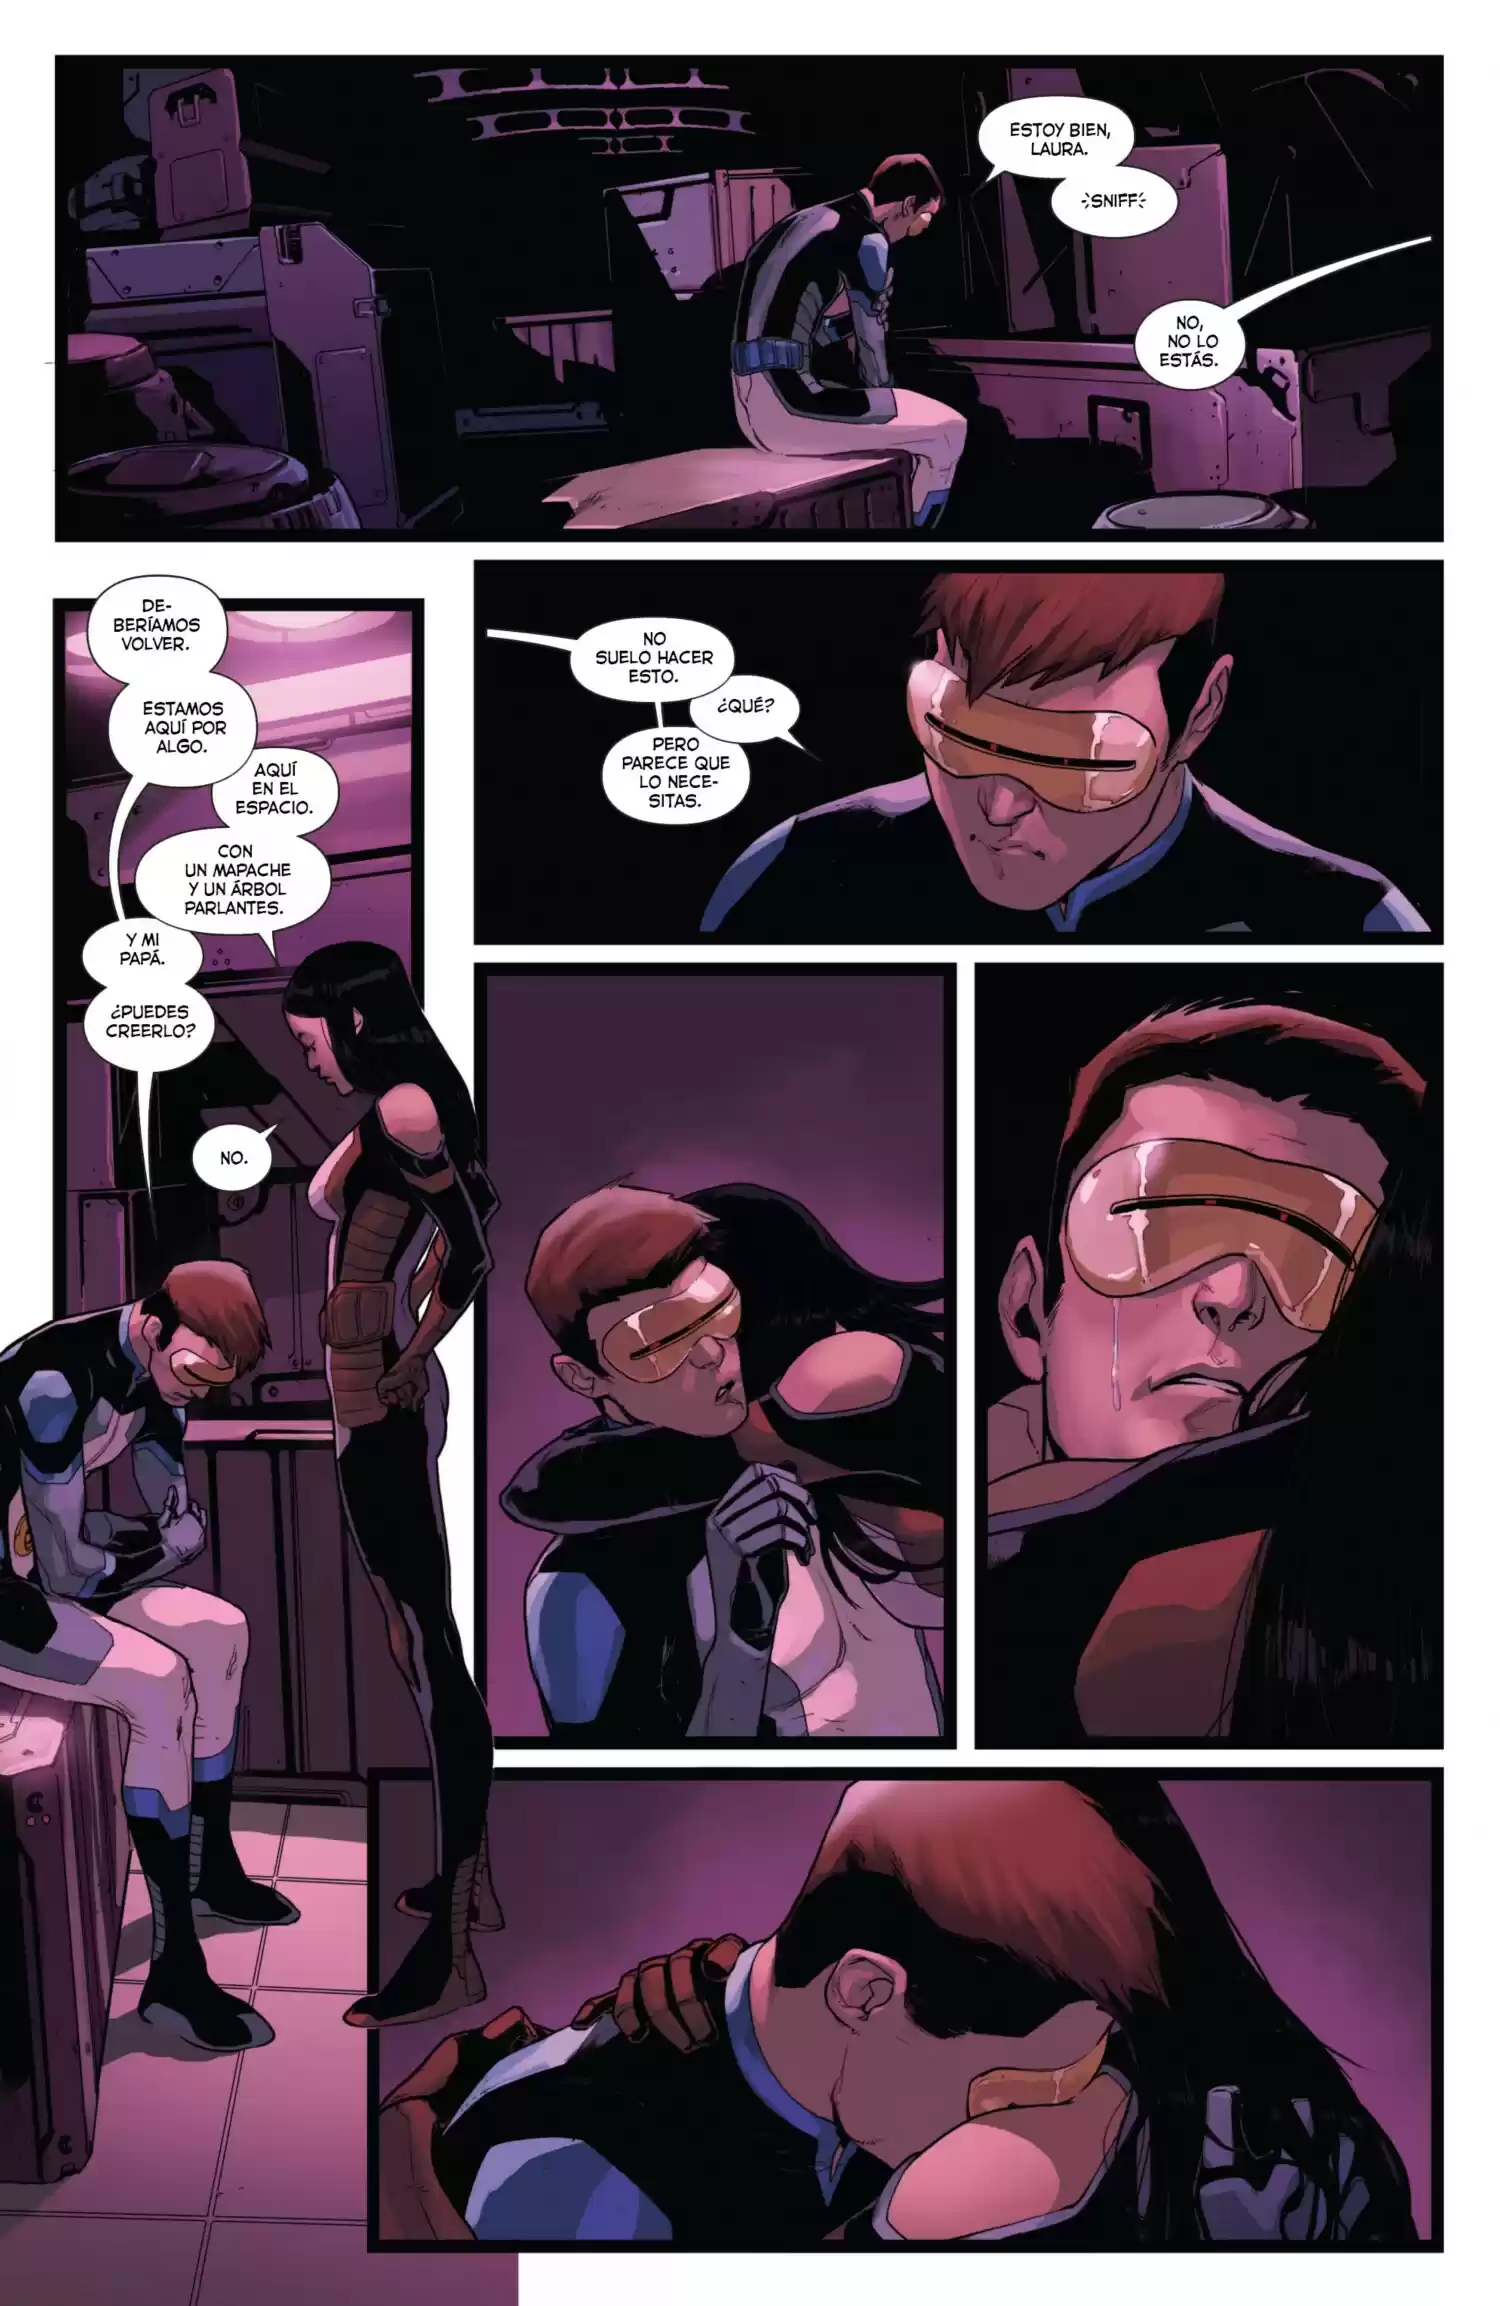 ESTOY BIEN,
LAURA.
SNIFF
NO,
NO LO
ESTÁS.
DE-
BERÍAMOS
VOLVER.
ESTAMOS
AQUÍ POR
ALGO.
AQUÍ
EN EL
ESPACIO.
CON
UN MAPACHE
Y UN ÁRBOL
PARLANTES.
Y MI
PAPÁ.
¿PUEDES
CREERLO?
NO.
NO
SUELO HACER
ESTO.
¿QUÉ?
PERO
PARECE QUE
LO NECE-
SITAS.